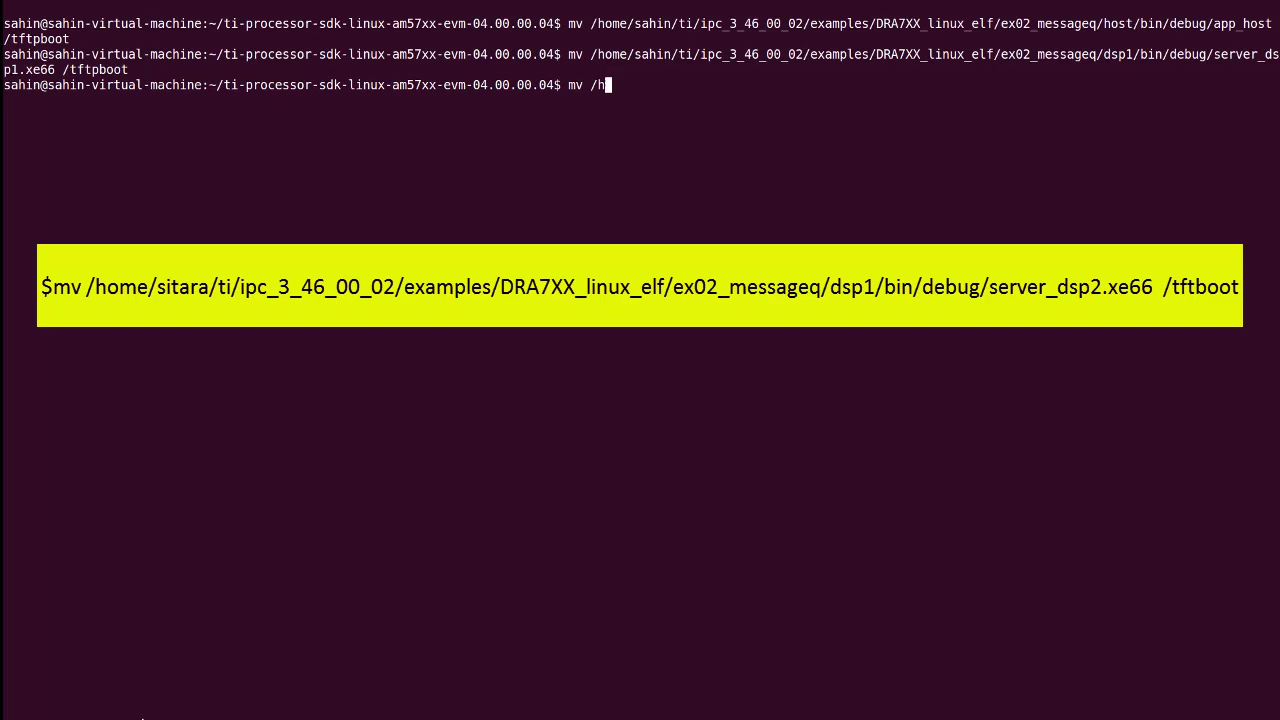 sahin@sahin-virtual-machine:~/ti-processor-sdk-linux-am57xx-evm-04.00.00.04$ mv /home/sahin/ti/ipc_3_46_00_02/examples/DRA7XX_linux_elf/ex02_messageq/host/bin/debug/app_host
/tftpboot
sahin@sahin-virtual-machine:~/ti-processor-sdk-linux-am57xx-evm-04.00.00.04$ mv /home/sahin/ti/ipc_3_46_00_02/examples/DRA7XX_linux_elf/ex02_messageq/dsp1/bin/debug/server_ds
p1.xe66 /tftpboot
sahin@sahin-virtual-machine:~/ti-processor-sdk-linux-am57xx-evm-04.00.00.04$ mv /h
$mv /home/sitara/ti/ipc_3_46_00_02/examples/DRA7XX_linux_elf/ex02_messageq/dsp1/bin/debug/server_dsp2.xe66 /tftboot